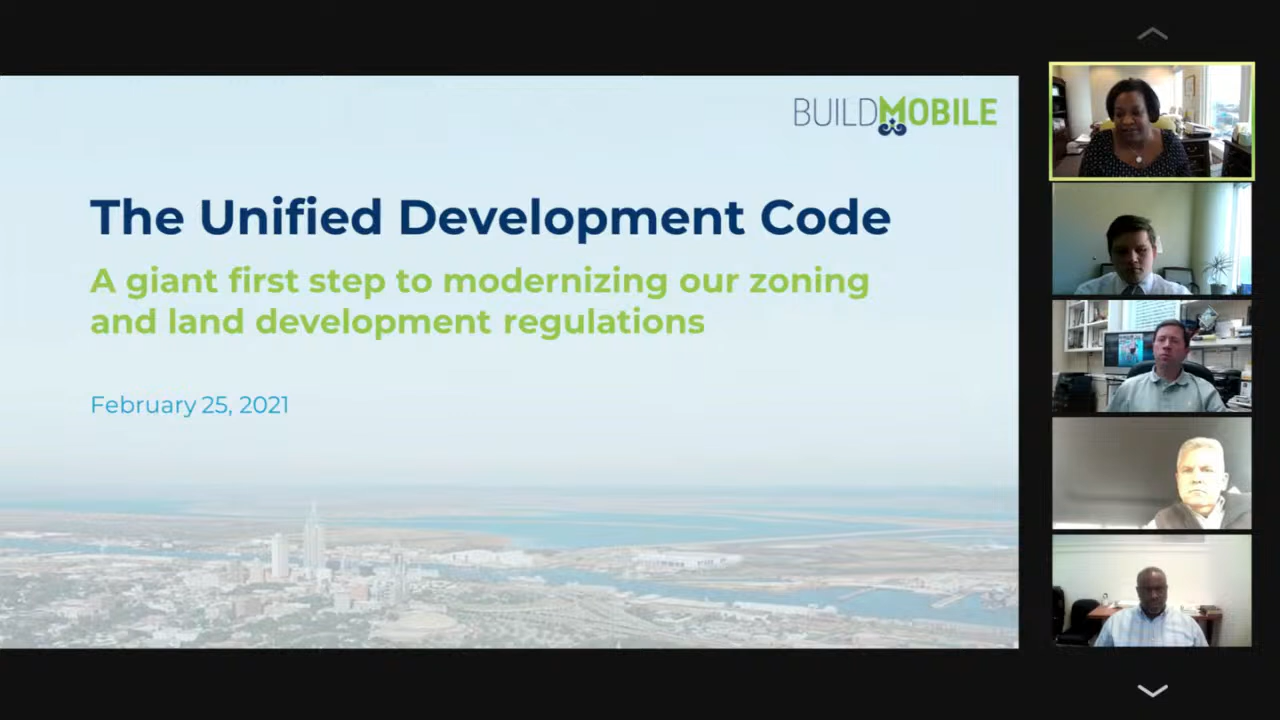 BUILDMOBILE
The Unified Development Code
A giant first step to modernizing our zoning
and land development regulations
February 25, 2021